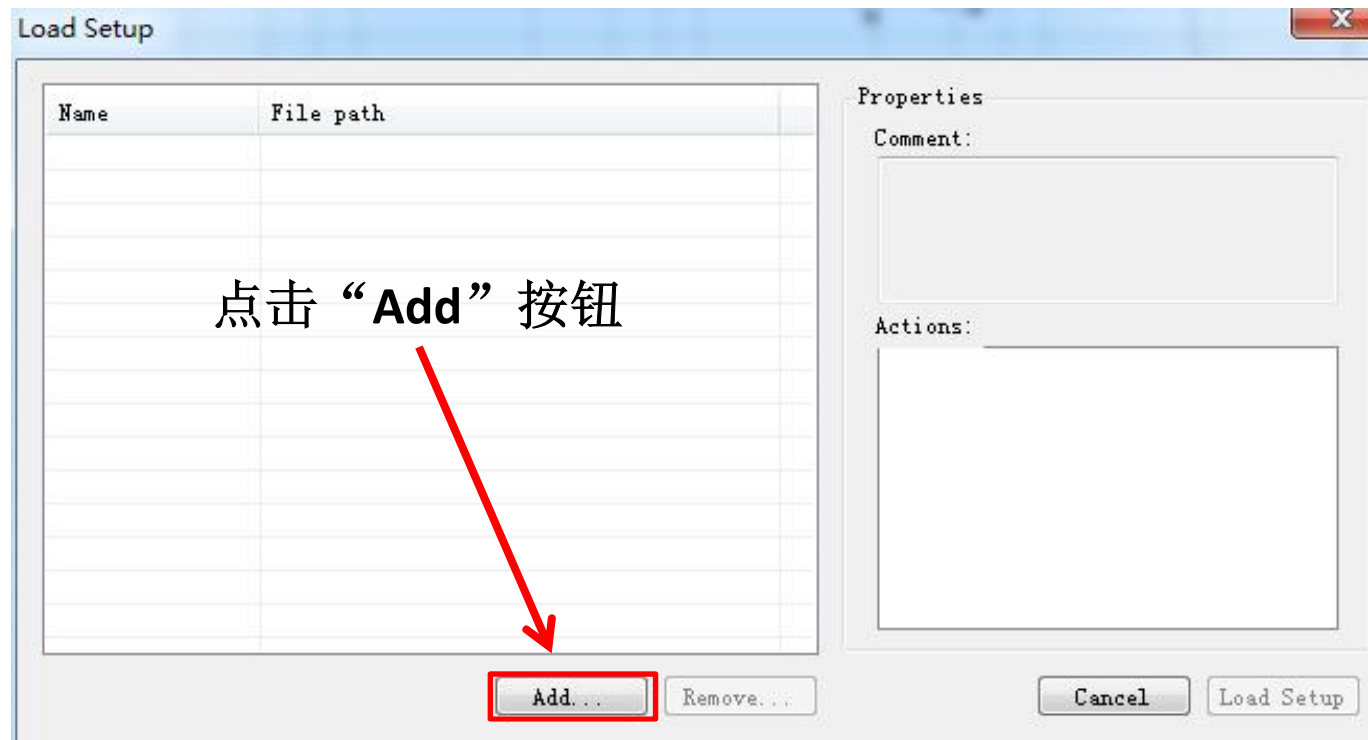 Load Setup
Name File path
Properties
Comment:
点击“Add”按钮
Actions:
Add... Remove... Cancel Load Setup